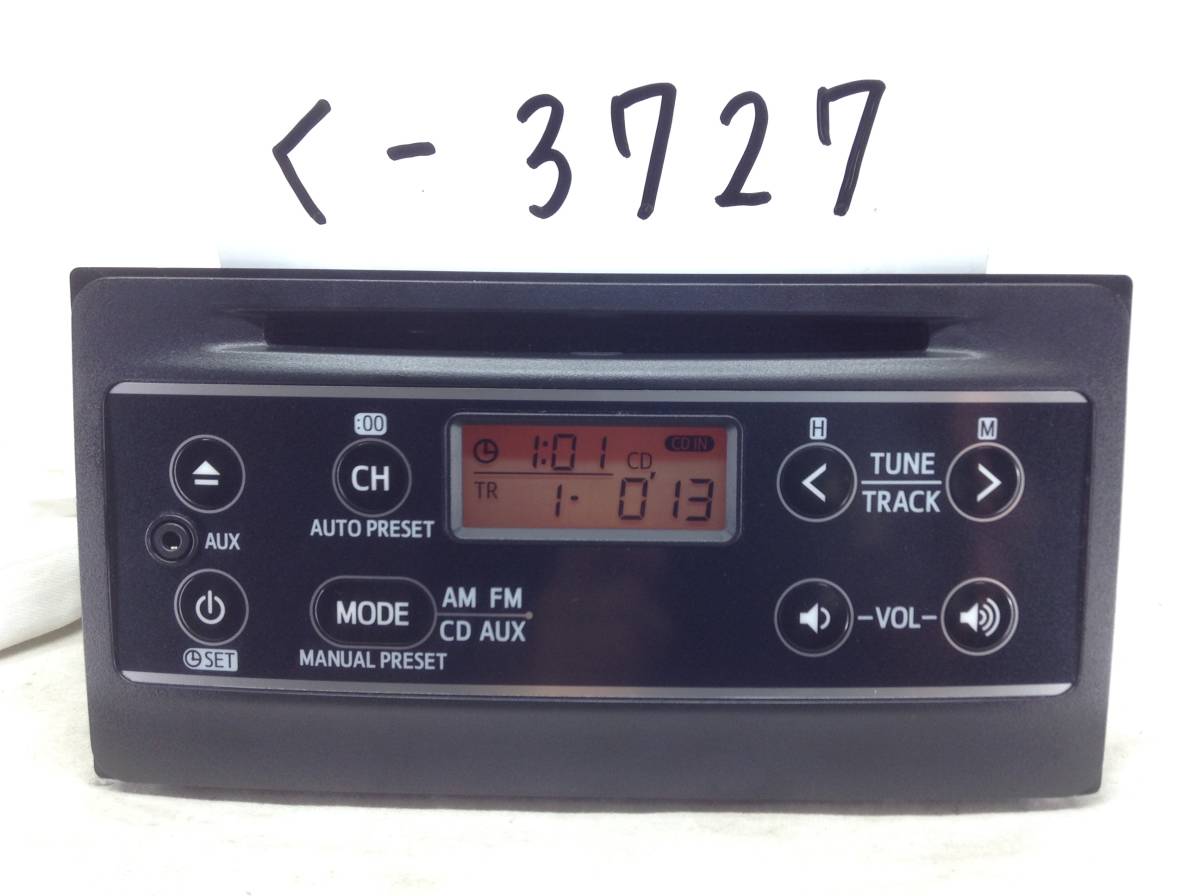 く-3727
:00
H
M
1:01
CD IN
CD
TR
1- 013
CH
TUNE
TRACK
AUTO PRESET
AUX
MODE
AM FM
CD AUX
-VOL-
SET
MANUAL PRESET